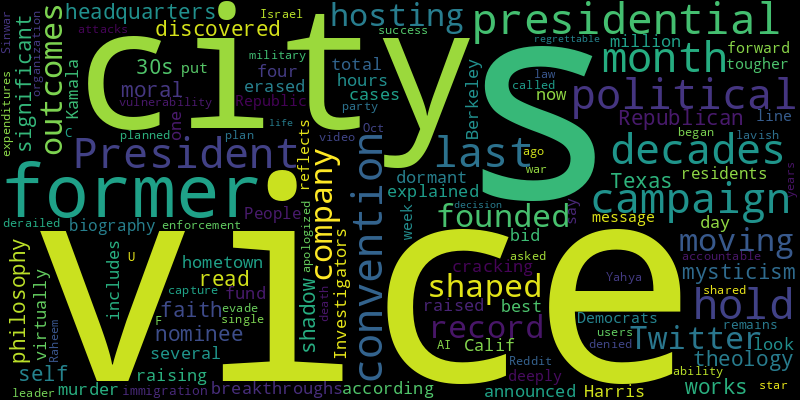 headquarters
Israel
hosting
presidential
attacks
discovered
success
regrettable
Sinwar
organization
significant
outcomes
Kamala
city
s
million
month
forward
tougher
30s
put
military
total
four
hours
erased
moral
cases
vulnerability
Republic
Berkeley
law
called
now
political
Republican
line
expenditures
C
planned
one
plan
party
began
lavish
President
life
video
Oct
last
ago
war
decades
reflects
dormant
Texas
residents
years
former
convention
explained
decision
campaign
People
company
week
founded
say
message
day
derailed
biography
enforcement
bid
moving
philosophy
includes
U
hometown
apologized
asked
accountable
vice
read
shadow
Investigators
cracking
Yahya
mysticism
virtually
capture
fund
shaped
shared
hold
faith
evade
death
raised
best
Democrats
remains
Raheem
F
single
record
users
nominee
AI
Calif
denied
Twitter
look
several
Reddit
theology
self
raising
deeply
ability
leader
murder
immigration
breakthroughs
according
announced
Harris
works
star